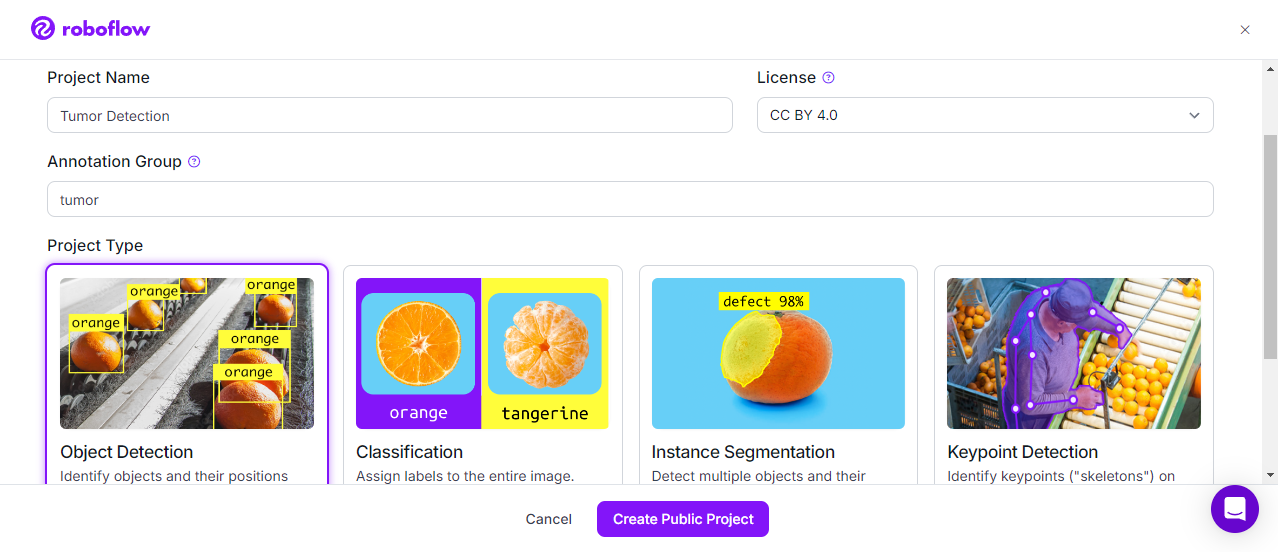 roboflow
Project Name
License
Tumor Detection
CC BY 4.0
Annotation Group
tumor
Project Type
orange
orange
orange
orange
orange
orange
tangerine
defect 98%
Object Detection
Identify objects and their positions
Classification
Assign labels to the entire image.
Instance Segmentation
Detect multiple objects and their
Keypoint Detection
Identify keypoints ("skeletons") on
Cancel
Create Public Project